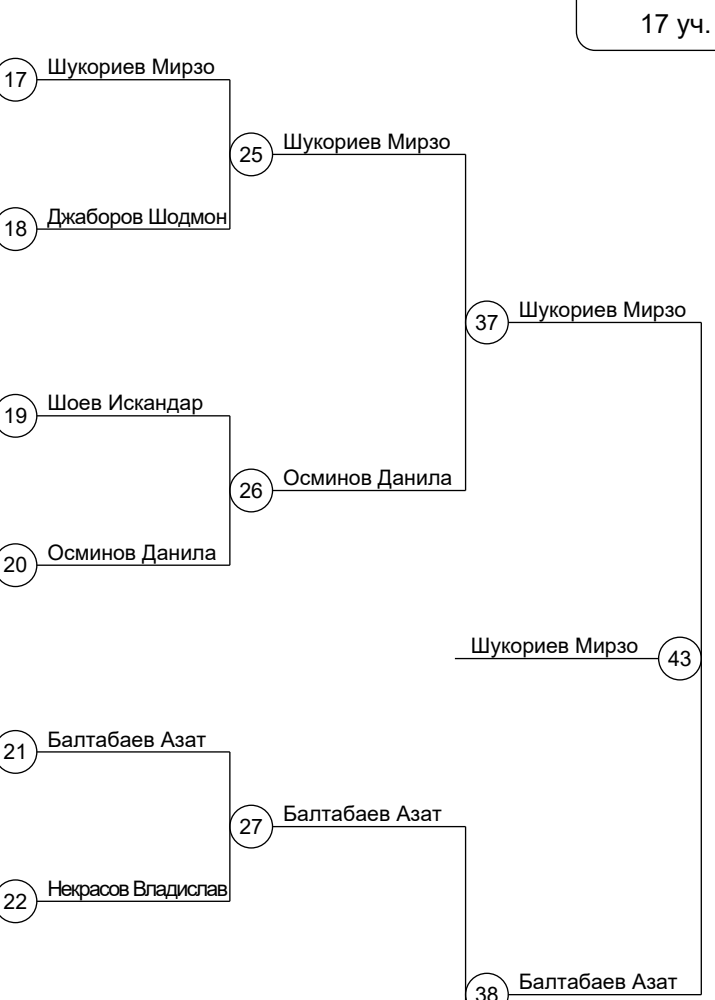 17 уч.
17 Шукориев Мирзо
25 Шукориев Мирзо
18 Джаборов Шодмон
37 Шукориев Мирзо
19 Шоев Искандар
26 Осминов Данила
20 Осминов Данила
Шукориев Мирзо 43
21 Балтабаев Азат
27 Балтабаев Азат
22 Некрасов Владислав
38 Балтабаев Азат